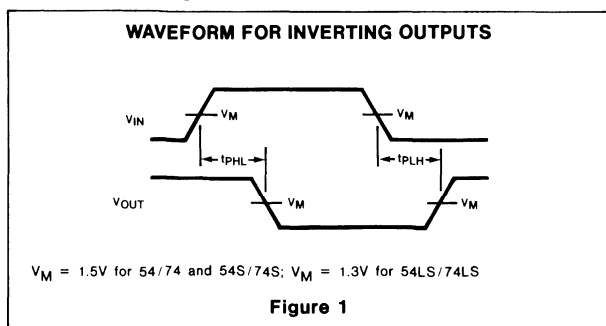 WAVEFORM FOR INVERTING OUTPUTS
VIN
VM
VM
tPHL
tPLH
VOUT
VM
VM
VM = 1.5V for 54/74 and 54S/74S; VM = 1.3V for 54LS/74LS
Figure 1